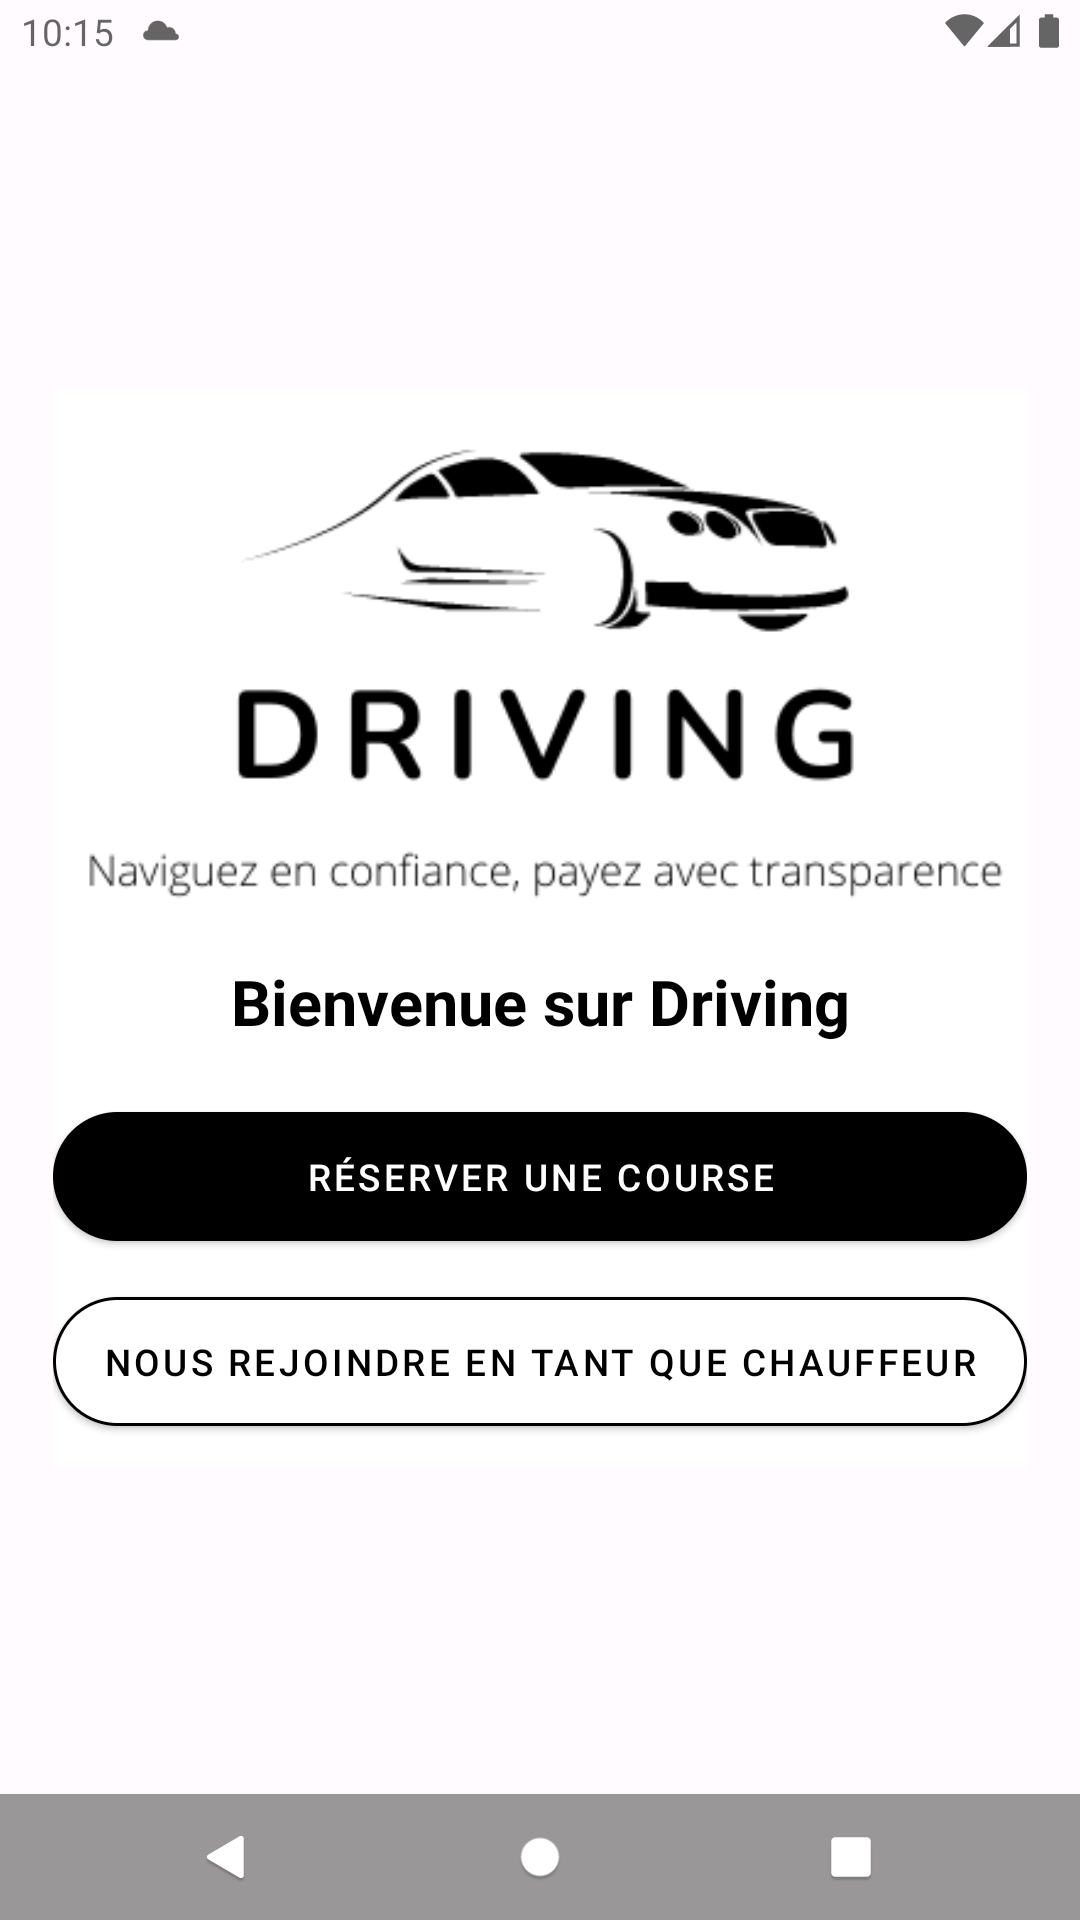 10:15
DRIVING
Naviguez en confiance, payez avec transparence
Bienvenue sur Driving
RÉSERVER UNE COURSE
NOUS REJOINDRE EN TANT QUE CHAUFFEUR